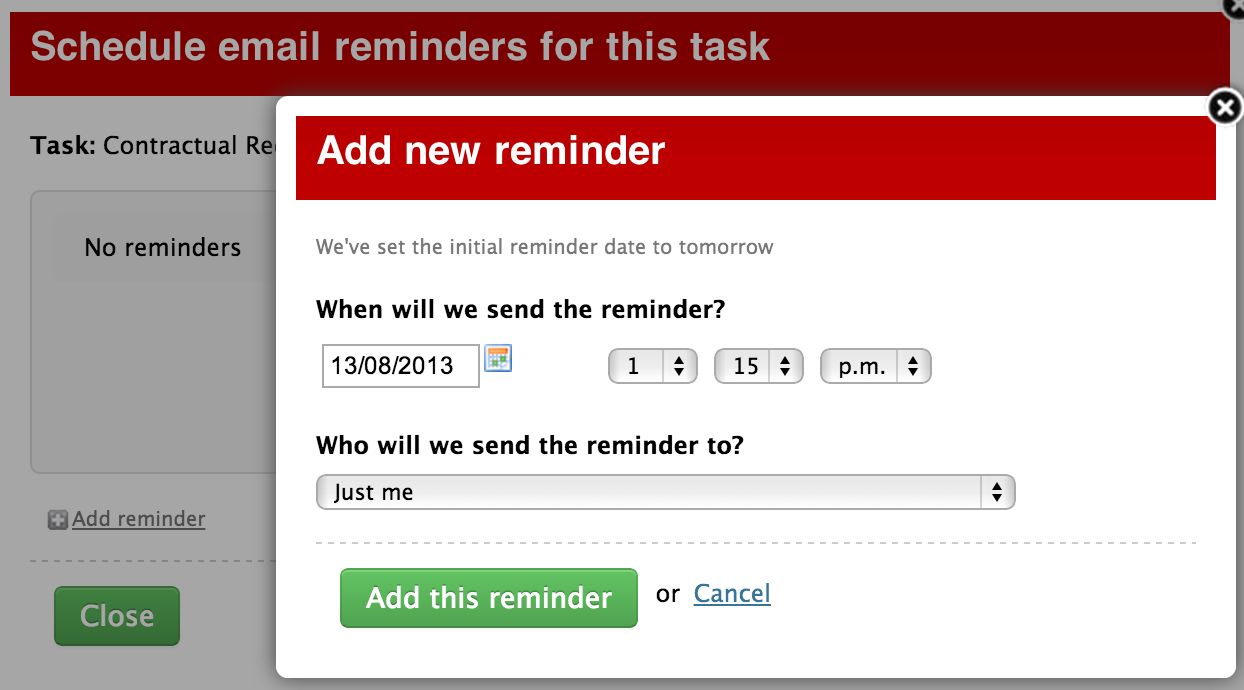 Schedule email reminders for this task
Task: Contractual Re
No reminders
Add reminder
Close
Add new reminder
We've set the initial reminder date to tomorrow
When will we send the reminder?
13/08/2013 1 15 p.m.
Who will we send the reminder to?
Just me
Add this reminder or Cancel